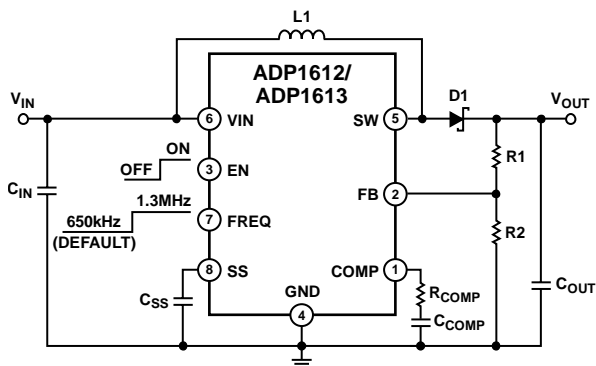 L1
ADP1612/
ADP1613
VIN
VOUT
D1
6
VIN
SW
5
ON
OFF
3
EN
R1
CIN
FB
2
1.3MHz
650kHz
(DEFAULT)
7
FREQ
R2
8
SS
COMP
1
CSS
GND
4
RCOMP
CCOMP
COUT